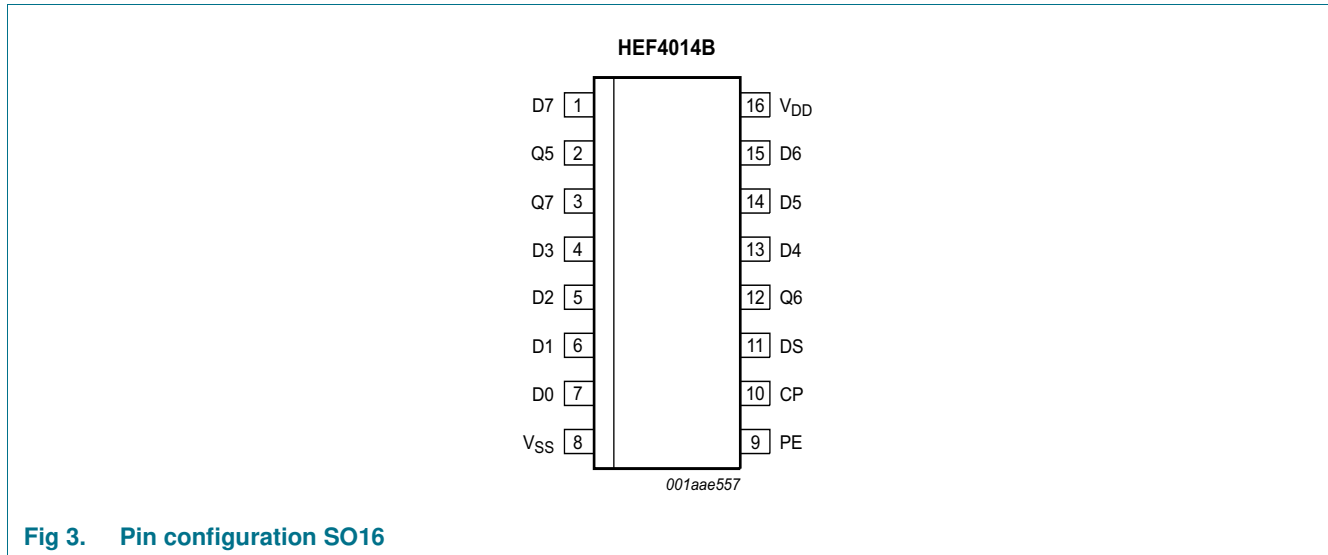 HEF4014B
D7 1 16 VDD
Q5 2 15 D6
Q7 3 14 D5
D3 4 13 D4
D2 5 12 Q6
D1 6 11 DS
D0 7 10 CP
VSS 8 9 PE
001aae557
Fig 3. Pin configuration SO16